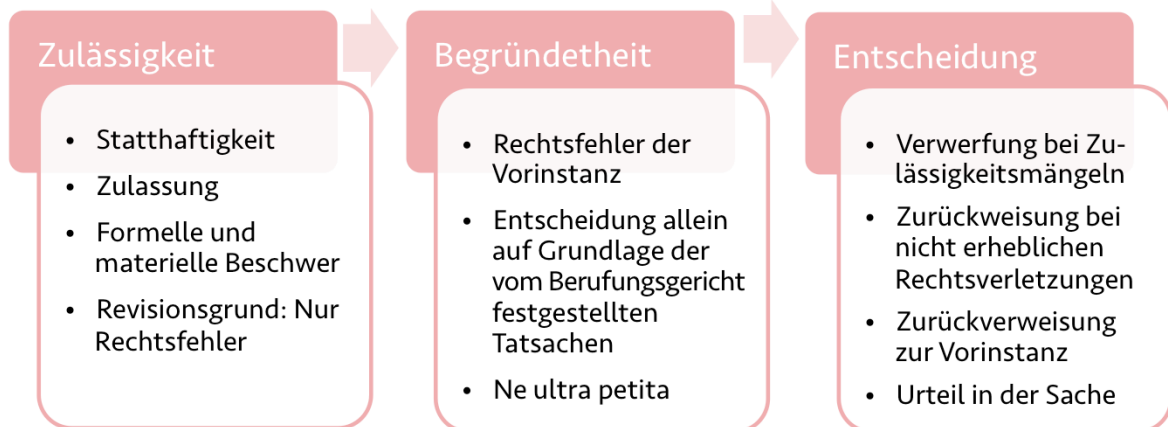 Zulässigkeit
• Statthaftigkeit
• Zulassung
• Formelle und
materielle Beschwer
• Revisionsgrund: Nur
Rechtsfehler
Begründetheit
• Rechtsfehler der
Vorinstanz
• Entscheidung allein
auf Grundlage der
vom Berufungsgericht
festgestellten
Tatsachen
• Ne ultra petita
Entscheidung
• Verwerfung bei Zu-
lässigkeitsmängeln
• Zurückweisung bei
nicht erheblichen
Rechtsverletzungen
• Zurückverweisung
zur Vorinstanz
• Urteil in der Sache